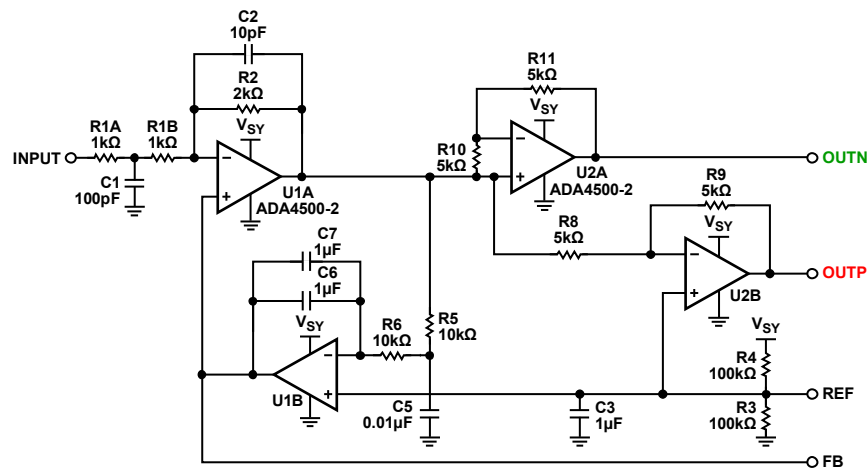 C2
10pF
R2
2kΩ
R11
5kΩ
R1A
1kΩ
R1B
1kΩ
VSY
VSY
INPUT
R10
5kΩ
OUTN
C1
100pF
U1A
ADA4500-2
U2A
ADA4500-2
R9
5kΩ
R8
5kΩ
VSY
C7
1µF
C6
1µF
OUTP
U2B
VSY
R6
10kΩ
R5
10kΩ
VSY
R4
100kΩ
REF
U1B
C5
0.01µF
C3
1µF
R3
100kΩ
FB